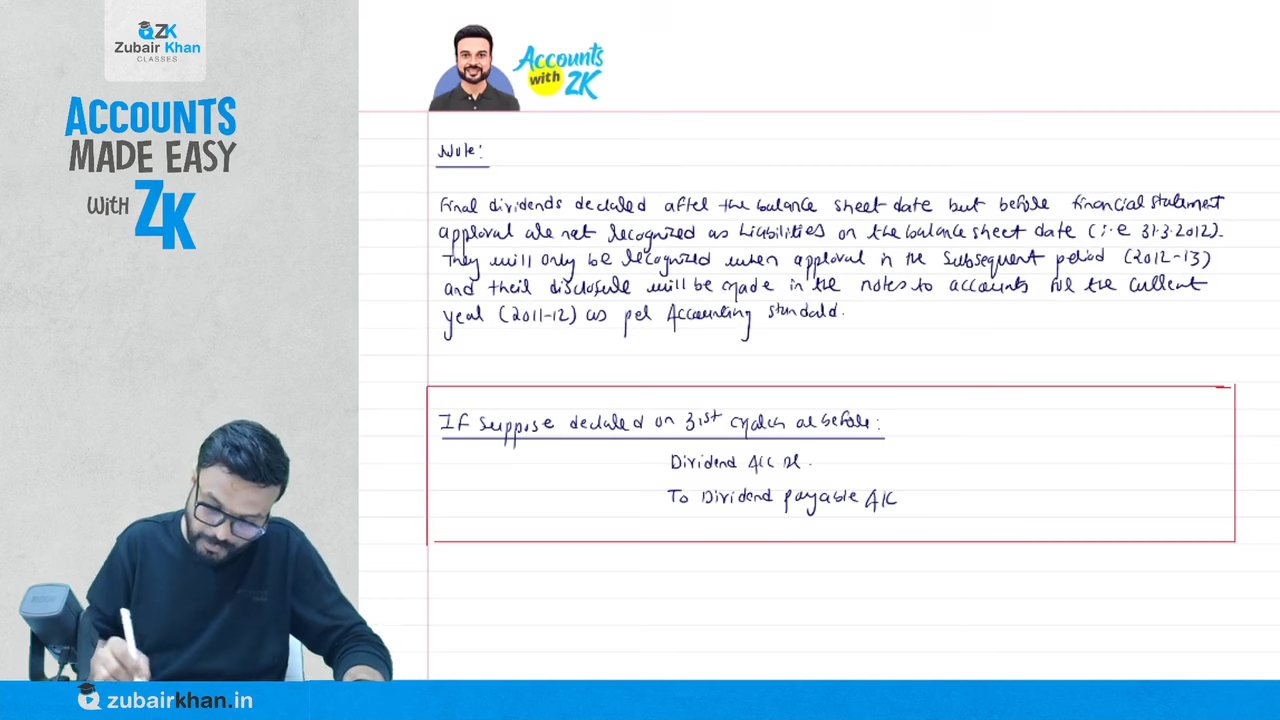 ZK
Zubair Khan
CLASSES
ACCOUNTS
MADE EASY
WITH ZK
Accounts
with
ZK
Note:
Final dividends declared after the balance sheet date but before financial statement
approval are not recognized as liabilities on the balance sheet date (i.e 31.3.2012).
They will only be recognized when approval in the subsequent period (2012-13)
and their disclosure will be made in the notes to accounts for the current
year (2011-12) as per Accounting standard.
If suppose declared on 31st March or before:
Dividend A/C Dr.
To Dividend payable A/C
zubairkhan.in